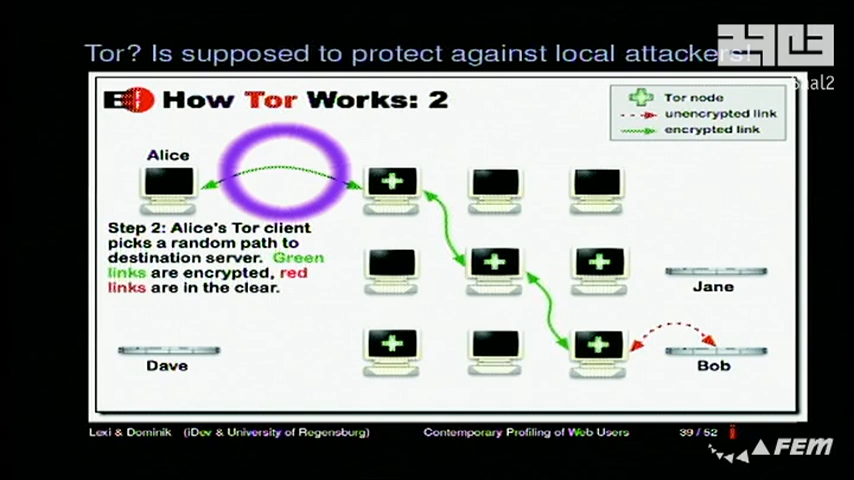 Tor? Is supposed to protect against local attackers!
Saal2
How Tor Works: 2
Tor node
unencrypted link
encrypted link
Alice
Step 2: Alice's Tor client
picks a random path to
destination server. Green
links are encrypted, red
links are in the clear.
Jane
Dave
Bob
Lexi & Dominik (iDev & University of Regensburg)
Contemporary Profiling of Web Users
39 / 52
FEM